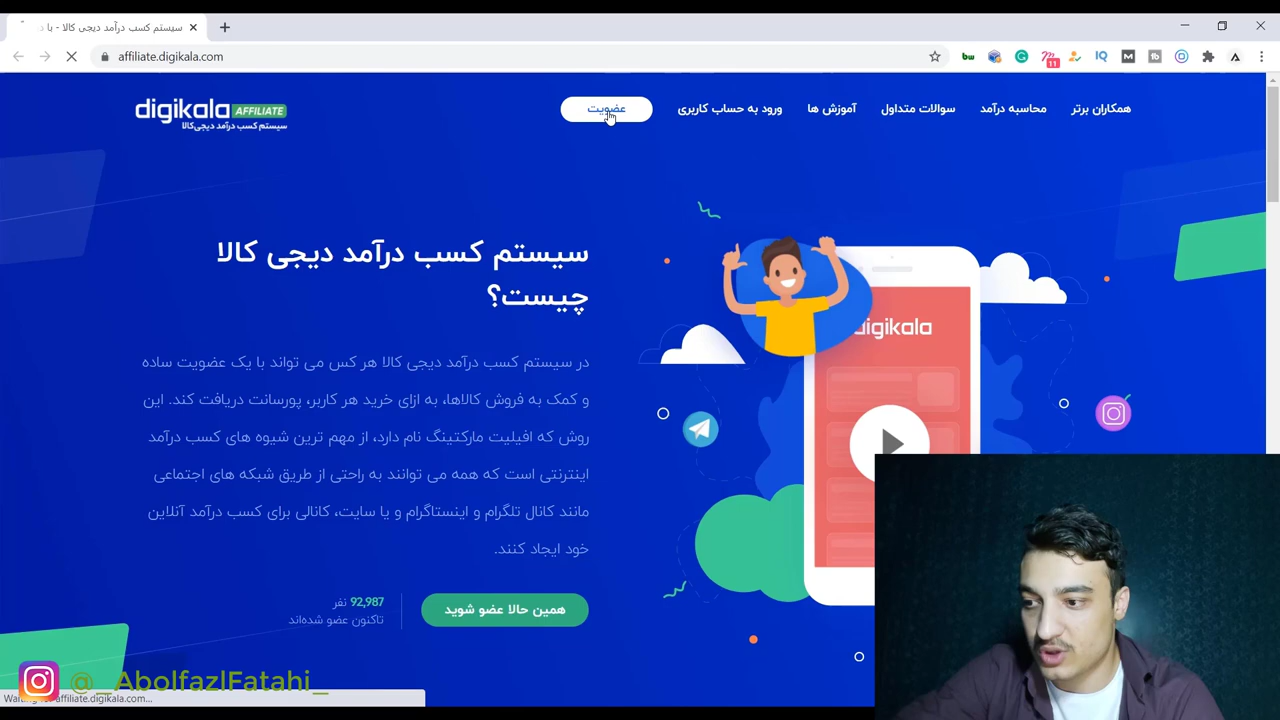 سیستم کسب درآمد دیجی کالا - با د
affiliate.digikala.com
11
digikala AFFILIATE
سیستم کسب درآمد دیجی‌کالا
همکاران برتر
محاسبه درآمد
سوالات متداول
آموزش ها
ورود به حساب کاربری
عضویت
سیستم کسب درآمد دیجی کالا
چیست؟
در سیستم کسب درآمد دیجی کالا هر کس می تواند با یک عضویت ساده
و کمک به فروش کالاها، به ازای خرید هر کاربر، پورسانت دریافت کند. این
روش که افیلیت مارکتینگ نام دارد، از مهم ترین شیوه های کسب درآمد
اینترنتی است که همه می توانند به راحتی از طریق شبکه های اجتماعی
مانند کانال تلگرام و اینستاگرام و یا سایت، کانالی برای کسب درآمد آنلاین
خود ایجاد کنند.
همین حالا عضو شوید
92,987 نفر
تاکنون عضو شده‌اند
digikala
@_AbolfazlFatahi_
affiliate.digikala.com...